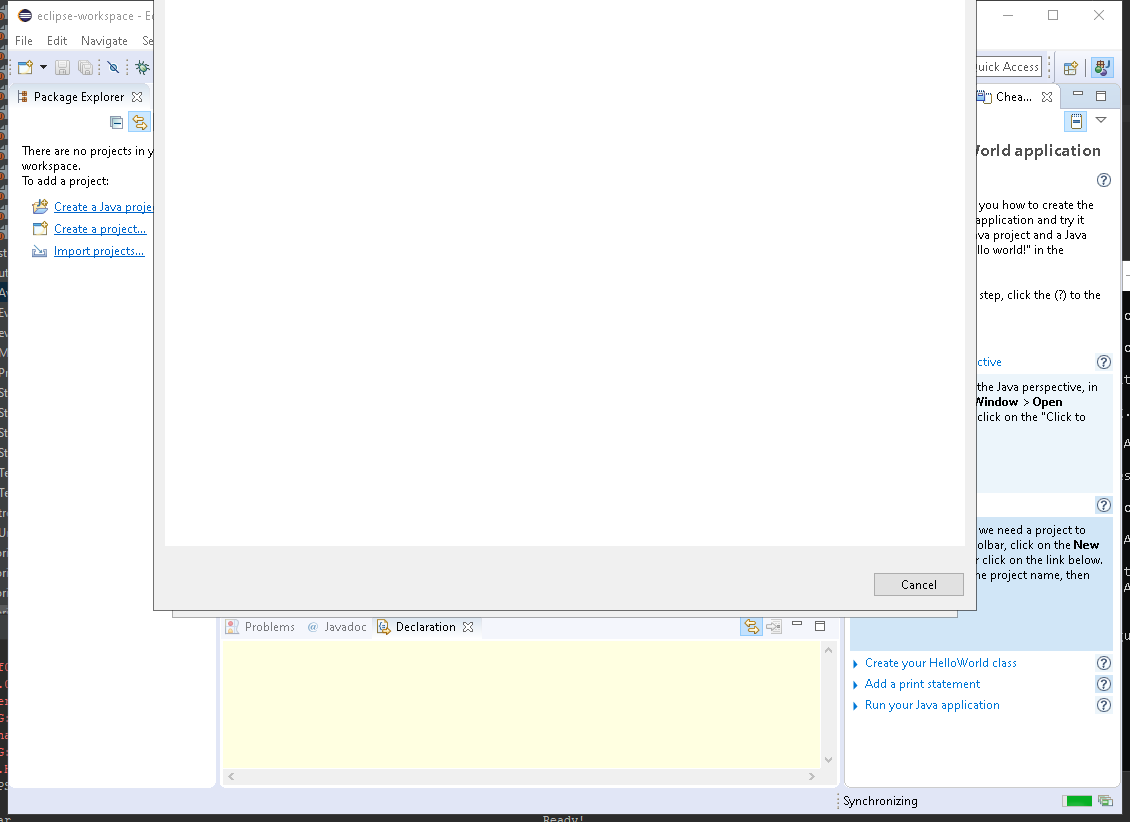 eclipse-workspace - E
File Edit Navigate Se
Quick Access
Package Explorer
Chea...
There are no projects in y
workspace.
To add a project:
Create a Java proje
Create a project...
Import projects...
World application
you how to create the
application and try it
ava project and a Java
llo world!" in the
step, click the (?) to the
ctive
the Java perspective, in
Window > Open
click on the "Click to
we need a project to
olbar, click on the New
r click on the link below.
he project name, then
Cancel
Problems @ Javadoc Declaration
Create your HelloWorld class
Add a print statement
Run your Java application
Synchronizing
Ready!